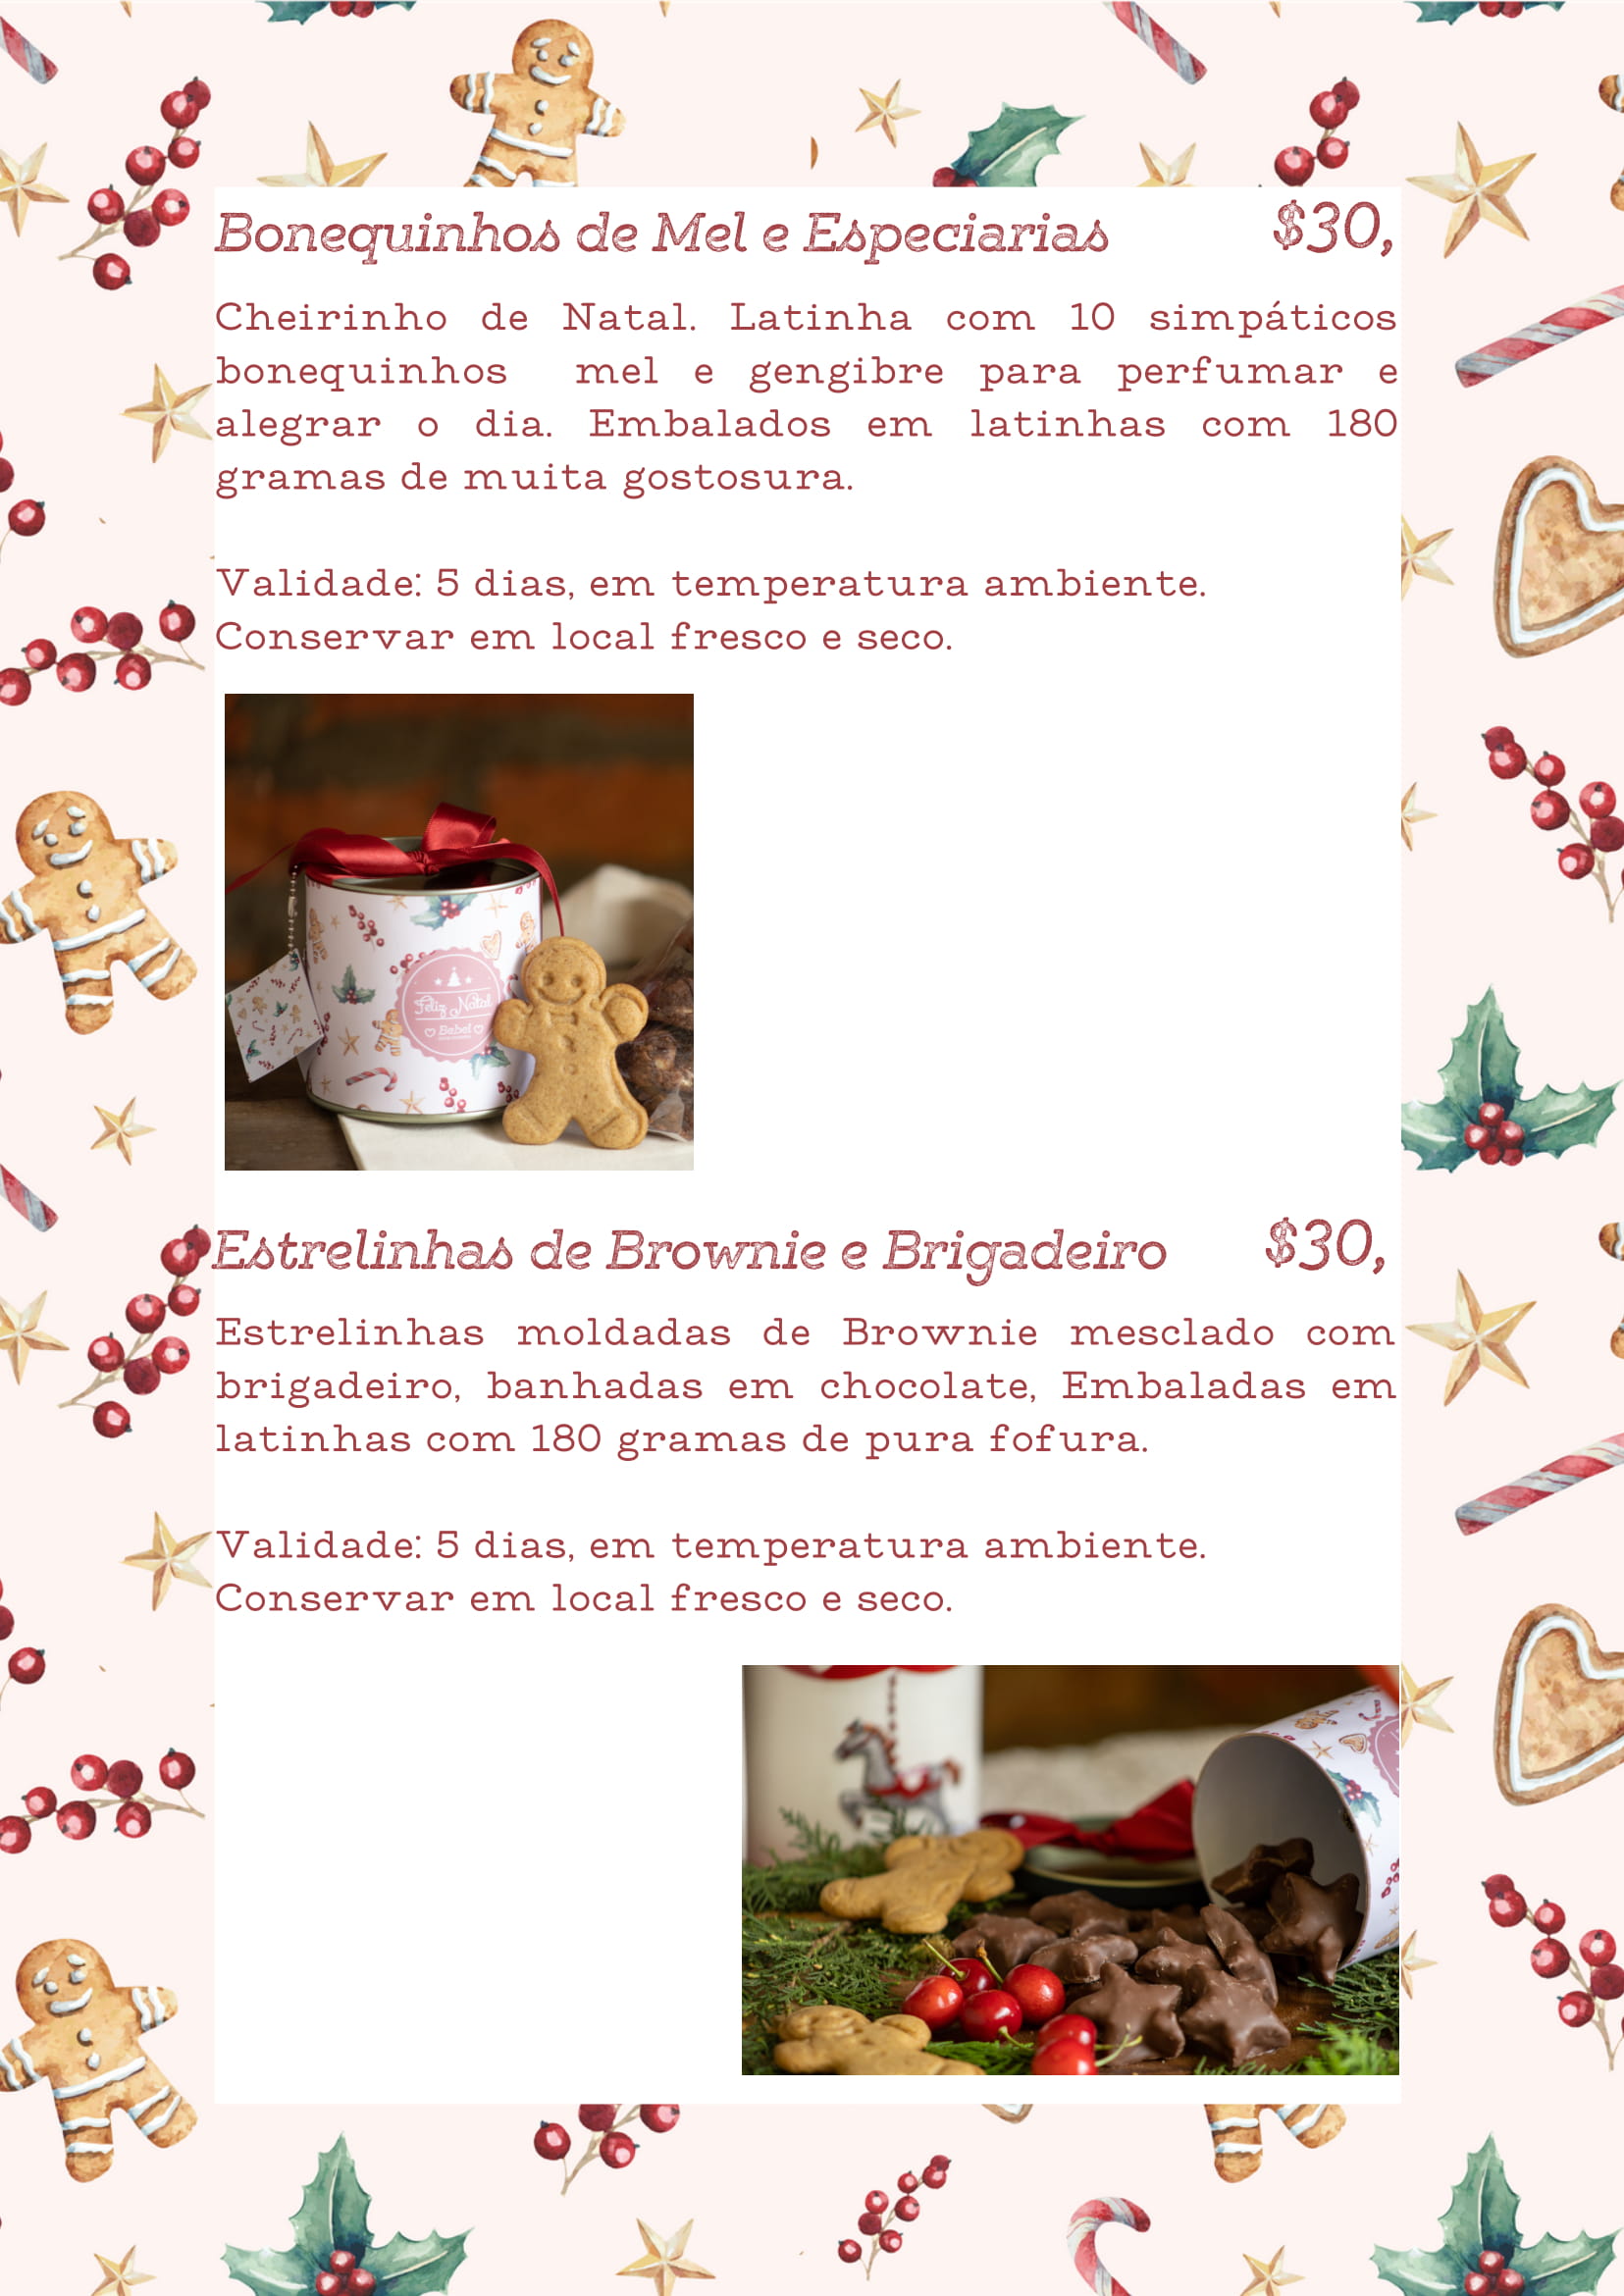 Bonequinhos de Mel e Especiarias $30,
Cheirinho de Natal. Latinha com 10 simpáticos
bonequinhos mel e gengibre para perfumar e
alegrar o dia. Embalados em latinhas com 180
gramas de muita gostosura.
Validade: 5 dias, em temperatura ambiente.
Conservar em local fresco e seco.
Feliz Natal
Bebel
Estrelinhas de Brownie e Brigadeiro $30,
Estrelinhas moldadas de Brownie mesclado com
brigadeiro, banhadas em chocolate, Embaladas em
latinhas com 180 gramas de pura fofura.
Validade: 5 dias, em temperatura ambiente.
Conservar em local fresco e seco.